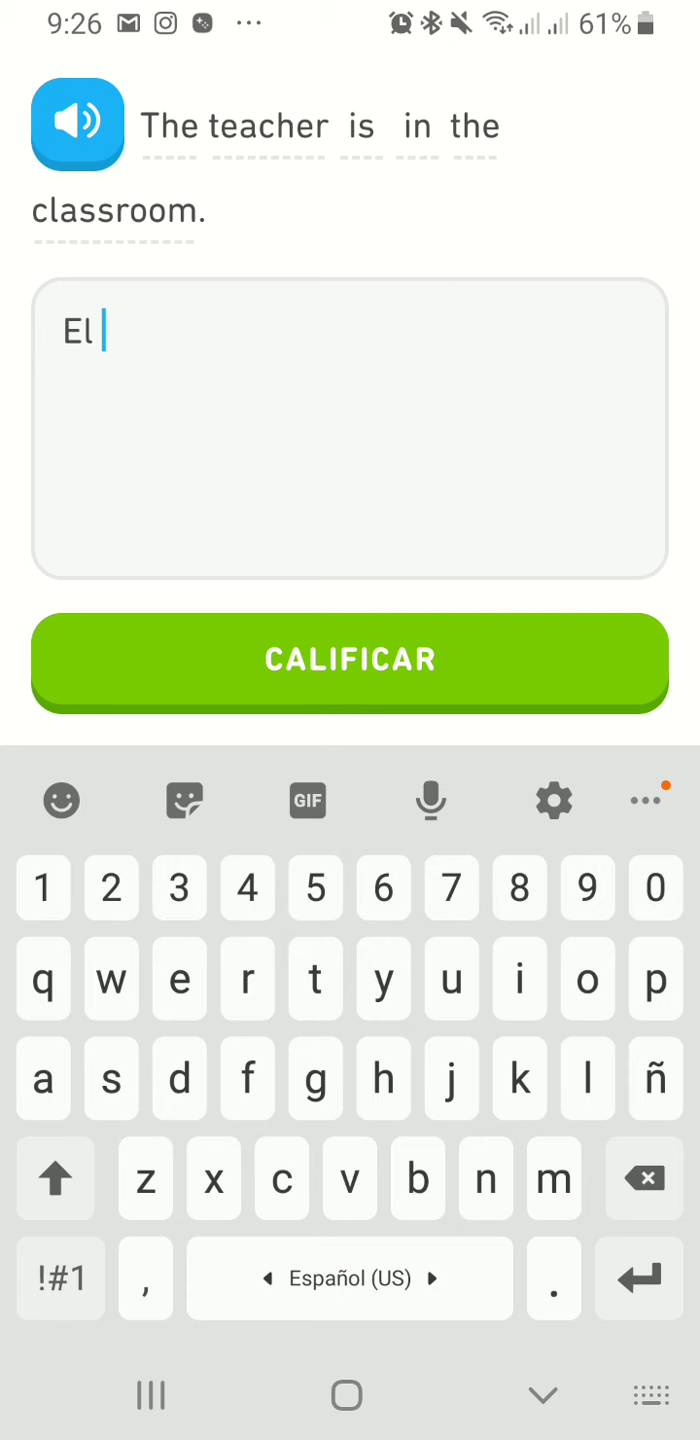 9:26 ... 61%
The teacher is in the
classroom.
El
CALIFICAR
GIF
1 2 3 4 5 6 7 8 9 0
q w e r t y u i o p
a s d f g h j k l ñ
z x c v b n m
!#1 , Español (US) .